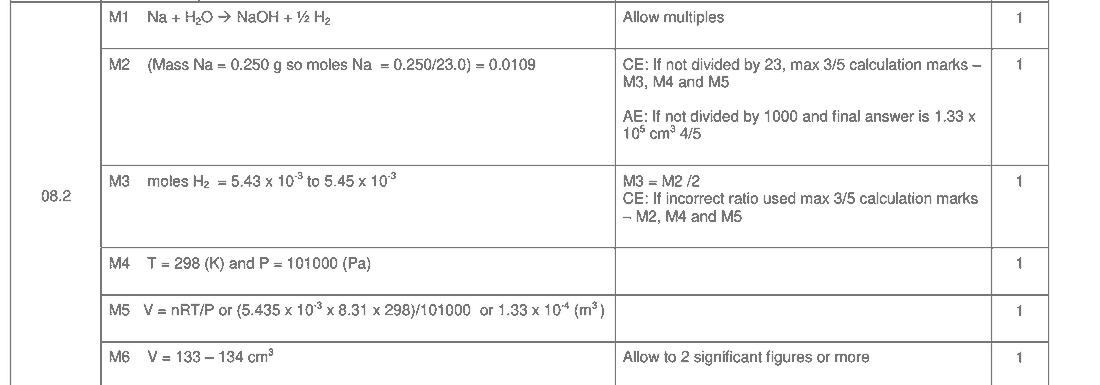 M1 Na + H₂O → NaOH + ½ H₂
Allow multiples
1
M2 (Mass Na = 0.250 g so moles Na = 0.250/23.0) = 0.0109
CE: If not divided by 23, max 3/5 calculation marks –
M3, M4 and M5
AE: If not divided by 1000 and final answer is 1.33 x
10⁵ cm³ 4/5
1
08.2
M3 moles H₂ = 5.43 x 10⁻³ to 5.45 x 10⁻³
M3 = M2 /2
CE: If incorrect ratio used max 3/5 calculation marks
– M2, M4 and M5
1
M4 T = 298 (K) and P = 101000 (Pa)
1
M5 V = nRT/P or (5.435 x 10⁻³ x 8.31 x 298)/101000 or 1.33 x 10⁻⁴ (m³)
1
M6 V = 133 – 134 cm³
Allow to 2 significant figures or more
1